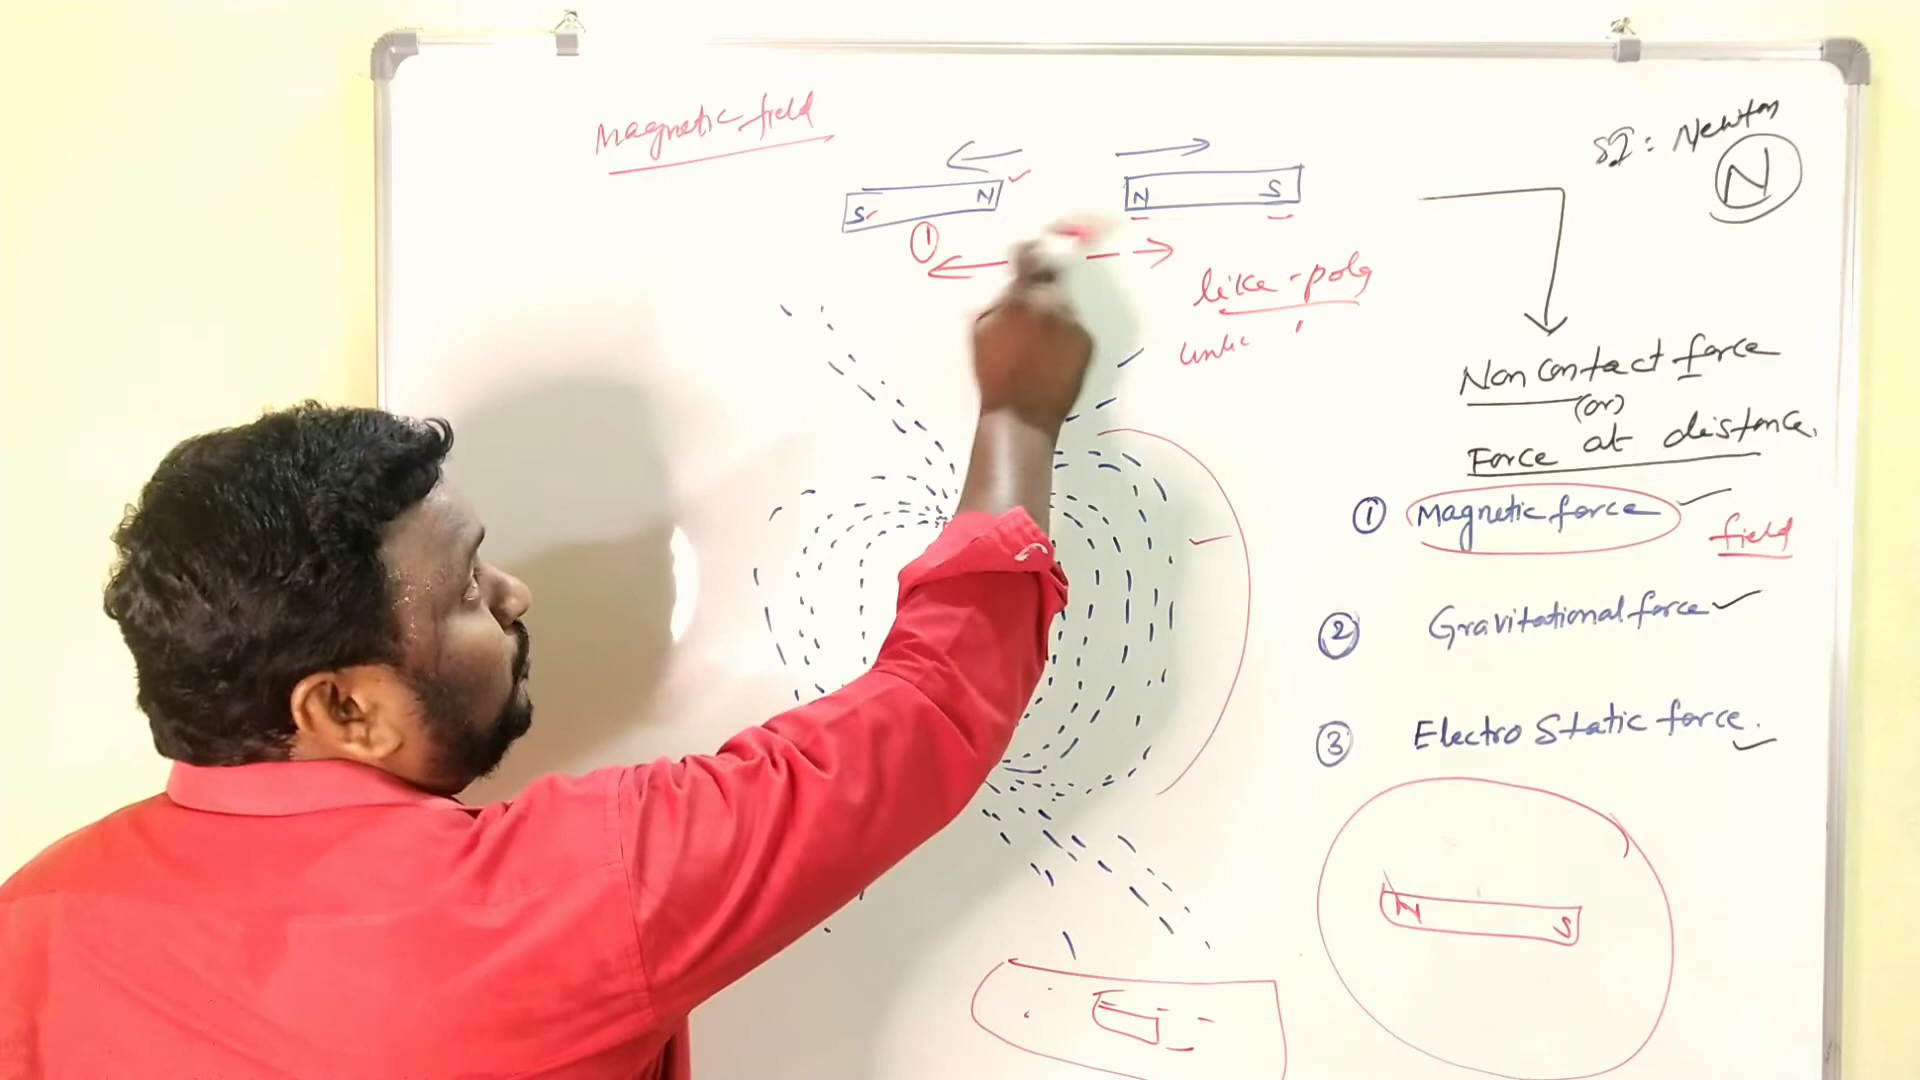 Magnetic field
SI: Newton
N
S N
N S
1
like-pole
Non Contact force
(or)
Force at distance.
1 Magnetic force
field
2 Gravitational force
3 Electro Static force.
N S